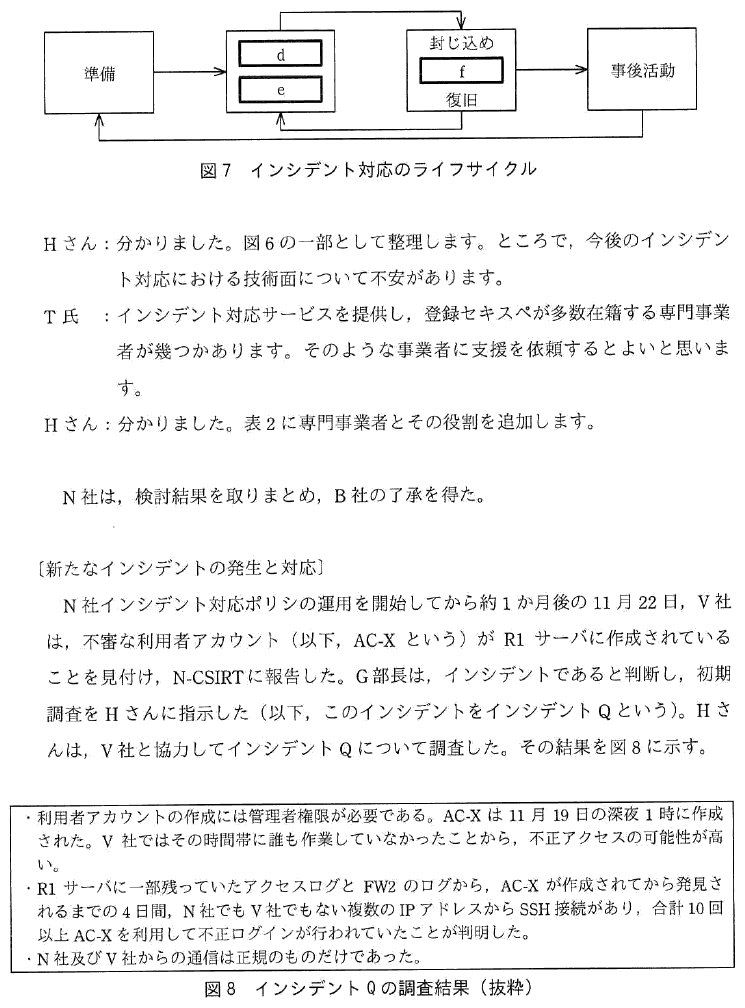 準備
d
e
封じ込め
f
復旧
事後活動
図7 インシデント対応のライフサイクル
Hさん：分かりました。図6の一部として整理します。ところで，今後のインシデン
ト対応における技術面について不安があります。
T氏 ：インシデント対応サービスを提供し，登録セキスペが多数在籍する専門事業
者が幾つかあります。そのような事業者に支援を依頼するとよいと思いま
す。
Hさん：分かりました。表2に専門事業者とその役割を追加します。
N社は，検討結果を取りまとめ，B社の了承を得た。
〔新たなインシデントの発生と対応〕
N社インシデント対応ポリシの運用を開始してから約1か月後の11月22日，V社
は，不審な利用者アカウント（以下，AC-Xという）がR1サーバに作成されている
ことを見付け，N-CSIRTに報告した。G部長は，インシデントであると判断し，初期
調査をHさんに指示した（以下，このインシデントをインシデントQという）。Hさ
んは，V社と協力してインシデントQについて調査した。その結果を図8に示す。
・利用者アカウントの作成には管理者権限が必要である。AC-Xは11月19日の深夜1時に作成
された。V社ではその時間帯に誰も作業していなかったことから，不正アクセスの可能性が高
い。
・R1サーバに一部残っていたアクセスログとFW2のログから，AC-Xが作成されてから発見さ
れるまでの4日間，N社でもV社でもない複数のIPアドレスからSSH接続があり，合計10回
以上AC-Xを利用して不正ログインが行われていたことが判明した。
・N社及びV社からの通信は正規のものだけであった。
図8 インシデントQの調査結果（抜粋）